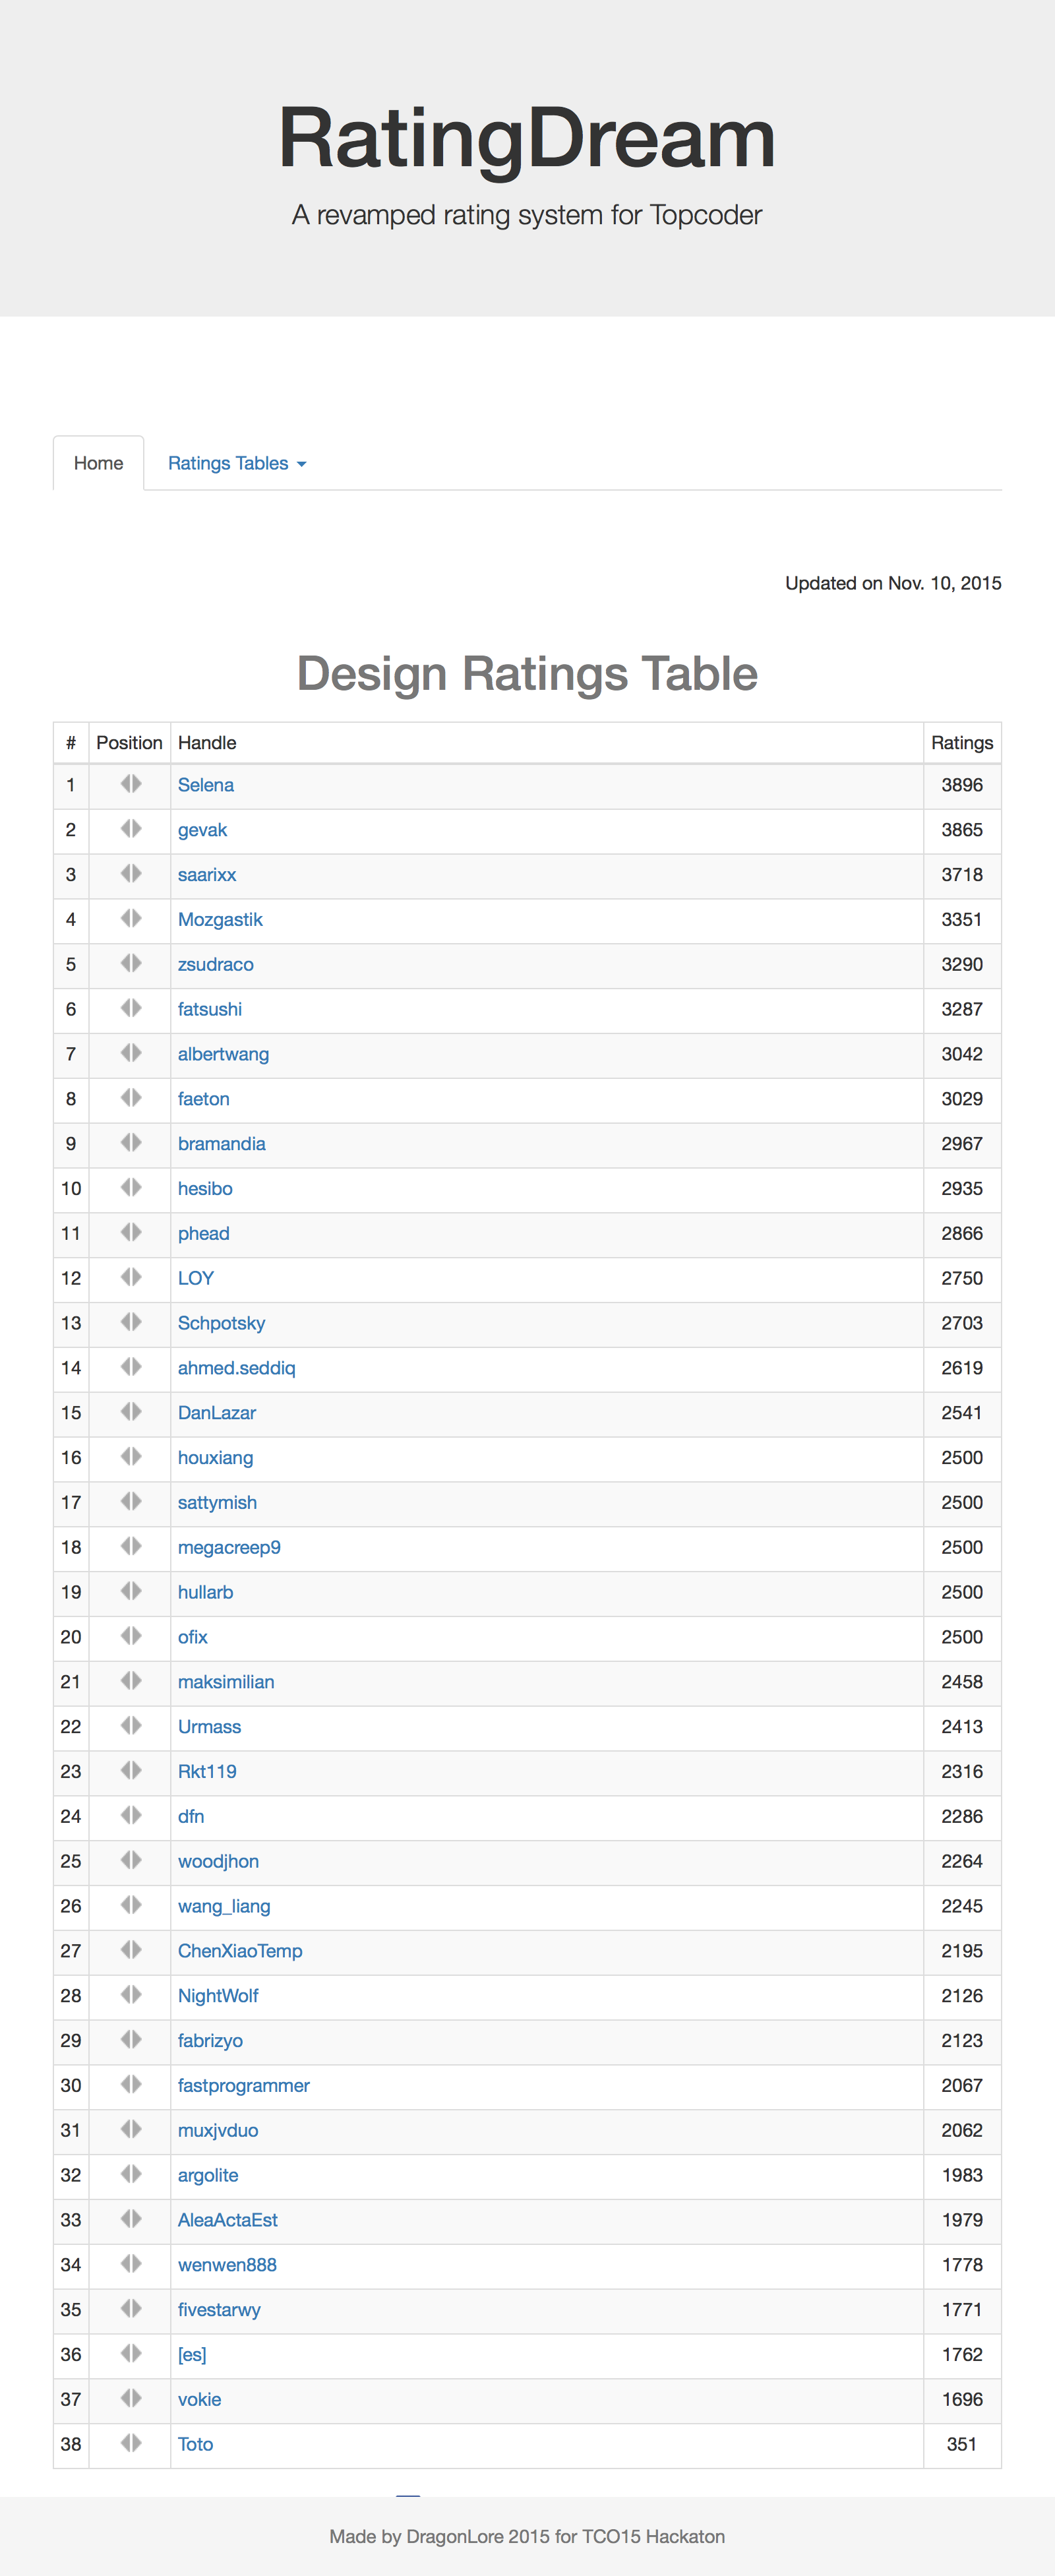 RatingDream
A revamped rating system for Topcoder
Home Ratings Tables
Updated on Nov. 10, 2015
Design Ratings Table
# Position Handle Ratings
1 Selena 3896
2 gevak 3865
3 saarixx 3718
4 Mozgastik 3351
5 zsudraco 3290
6 fatsushi 3287
7 albertwang 3042
8 faeton 3029
9 bramandia 2967
10 hesibo 2935
11 phead 2866
12 LOY 2750
13 Schpotsky 2703
14 ahmed.seddiq 2619
15 DanLazar 2541
16 houxiang 2500
17 sattymish 2500
18 megacreep9 2500
19 hullarb 2500
20 ofix 2500
21 maksimilian 2458
22 Urmass 2413
23 Rkt119 2316
24 dfn 2286
25 woodjhon 2264
26 wang_liang 2245
27 ChenXiaoTemp 2195
28 NightWolf 2126
29 fabrizyo 2123
30 fastprogrammer 2067
31 muxjvduo 2062
32 argolite 1983
33 AleaActaEst 1979
34 wenwen888 1778
35 fivestarwy 1771
36 [es] 1762
37 vokie 1696
38 Toto 351
Made by DragonLore 2015 for TCO15 Hackaton